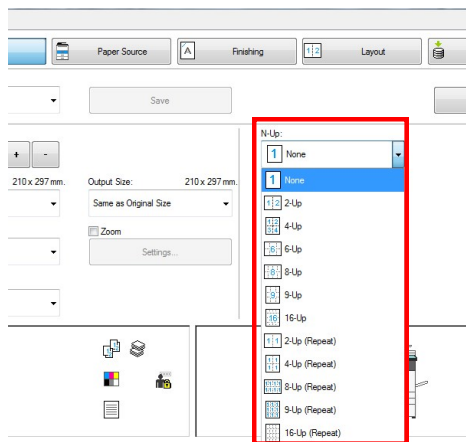 Paper Source
Finishing
Layout
Save
N-Up:
None
+ -
210 x 297 mm.
Output Size:
210 x 297 mm.
None
Same as Original Size
2-Up
4-Up
Zoom
6-Up
Settings...
8-Up
9-Up
16-Up
2-Up (Repeat)
4-Up (Repeat)
8-Up (Repeat)
9-Up (Repeat)
16-Up (Repeat)